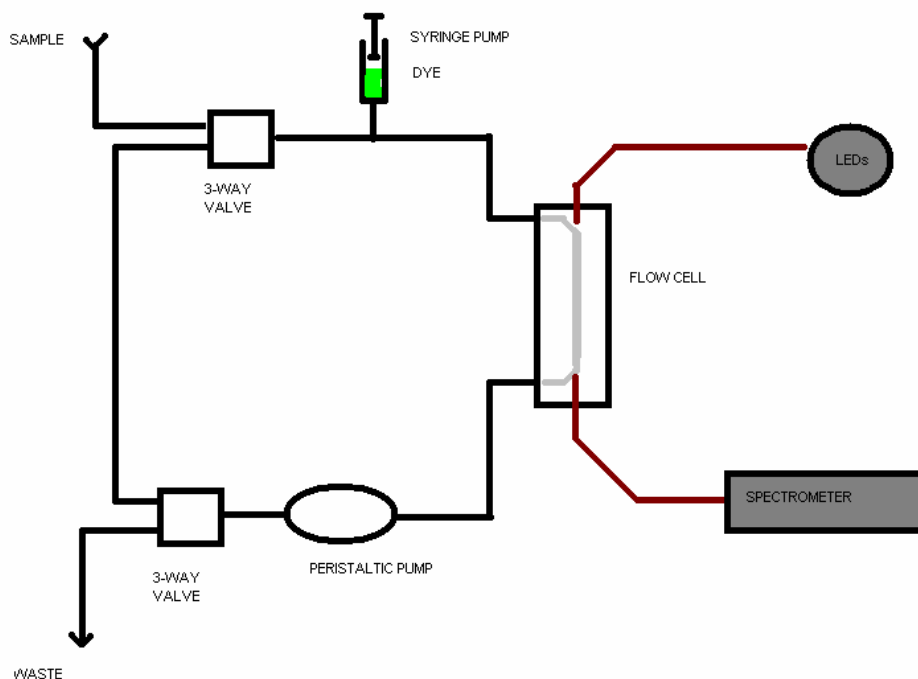 SAMPLE
SYRINGE PUMP
DYE
LEDs
3-WAY
VALVE
FLOW CELL
SPECTROMETER
PERISTALTIC PUMP
3-WAY
VALVE
WASTE